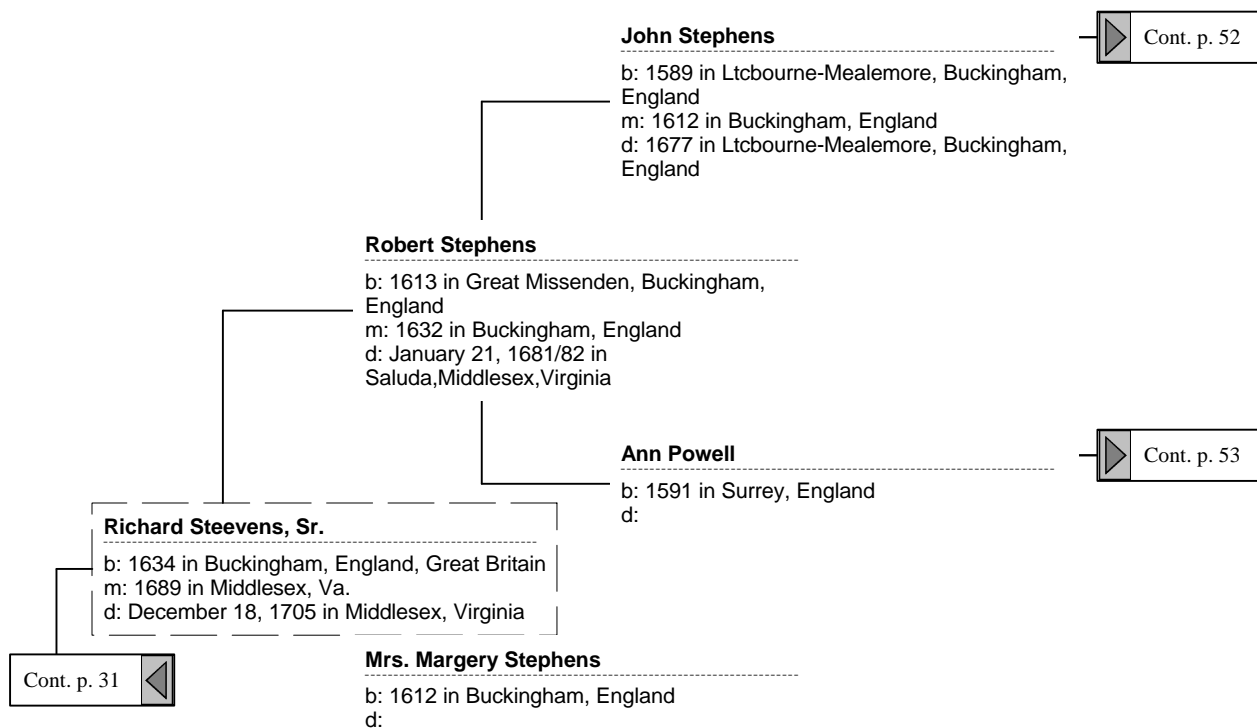 John Stephens
Cont. p. 52
b: 1589 in Ltcbourne-Mealemore, Buckingham,
England
m: 1612 in Buckingham, England
d: 1677 in Ltcbourne-Mealemore, Buckingham,
England
Robert Stephens
b: 1613 in Great Missenden, Buckingham,
England
m: 1632 in Buckingham, England
d: January 21, 1681/82 in
Saluda,Middlesex,Virginia
Ann Powell
Cont. p. 53
b: 1591 in Surrey, England
d:
Richard Steevens, Sr.
b: 1634 in Buckingham, England, Great Britain
m: 1689 in Middlesex, Va.
d: December 18, 1705 in Middlesex, Virginia
Cont. p. 31
Mrs. Margery Stephens
b: 1612 in Buckingham, England
d: